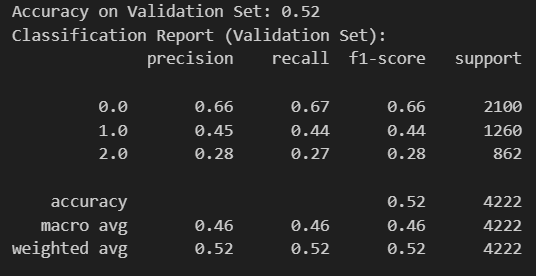 Accuracy on Validation Set: 0.52
Classification Report (Validation Set):
precision recall f1-score support
0.0 0.66 0.67 0.66 2100
1.0 0.45 0.44 0.44 1260
2.0 0.28 0.27 0.28 862
accuracy 0.52 4222
macro avg 0.46 0.46 0.46 4222
weighted avg 0.52 0.52 0.52 4222